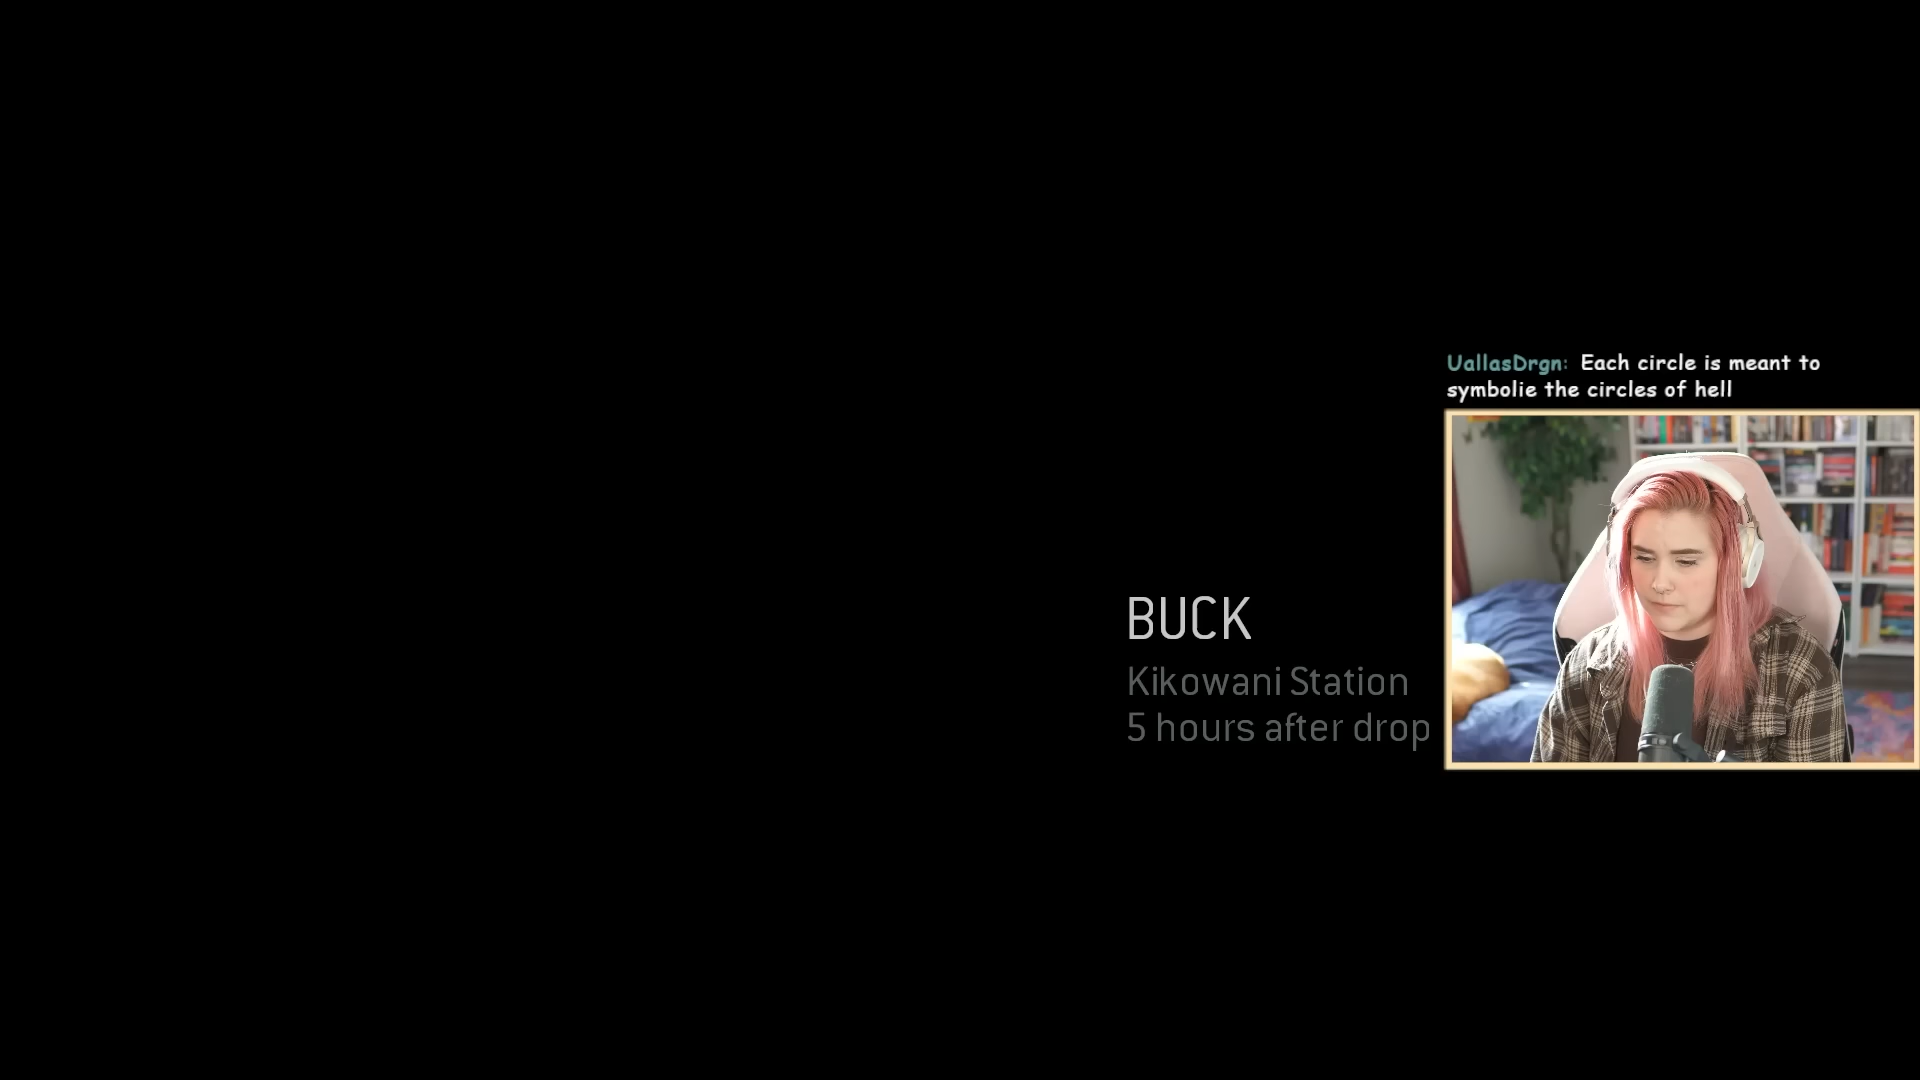 UallasDrgn: Each circle is meant to
symbolie the circles of hell
BUCK
Kikowani Station
5 hours after drop